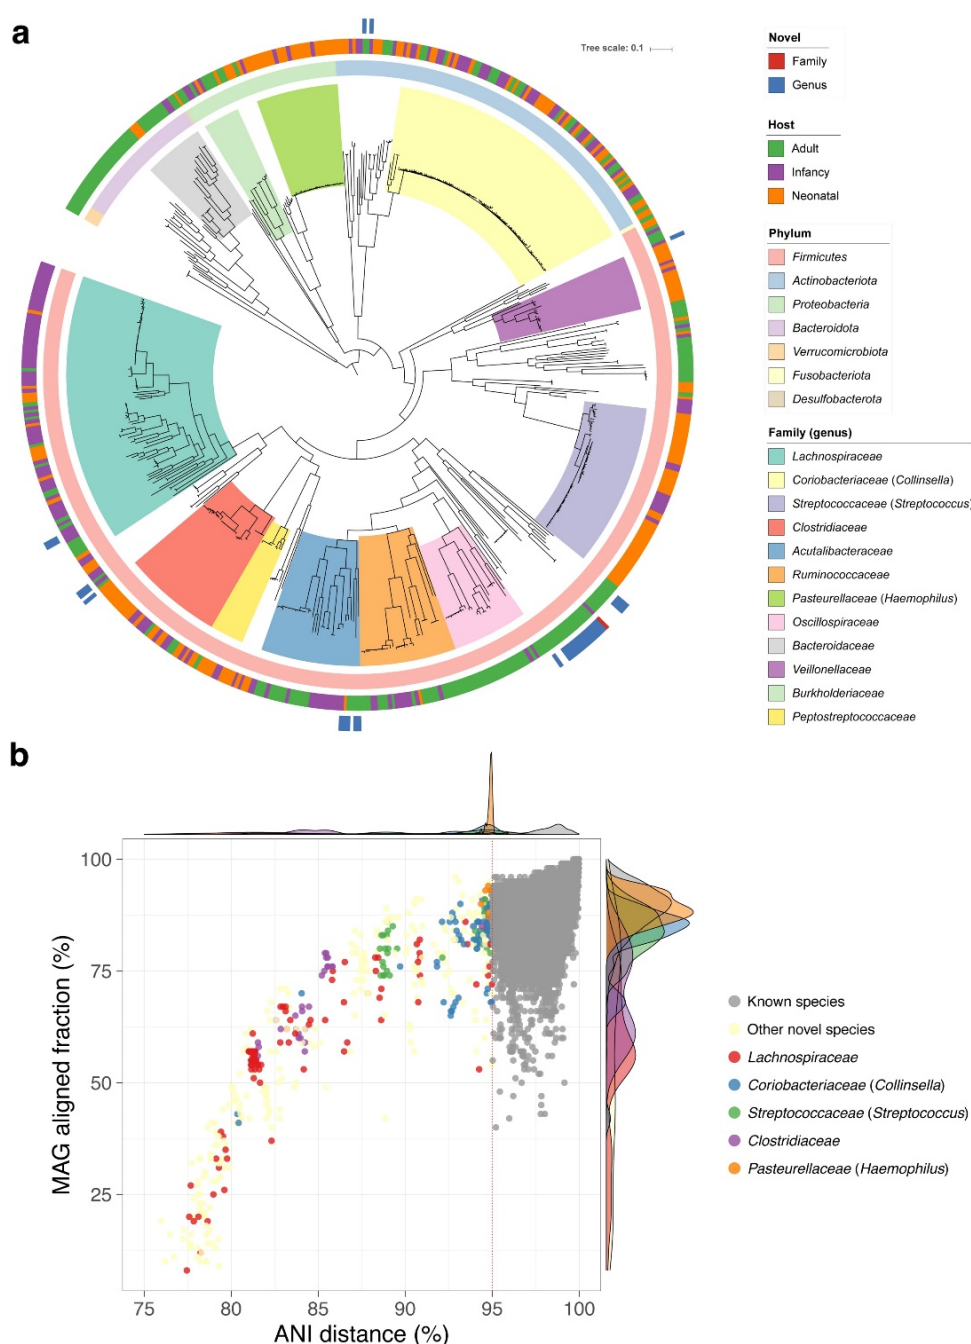 a
Tree scale: 0.1
Novel
Family
Genus
Host
Adult
Infancy
Neonatal
Phylum
Firmicutes
Actinobacteriota
Proteobacteria
Bacteroidota
Verrucomicrobiota
Fusobacteriota
Desulfobacterota
Family (genus)
Lachnospiraceae
Coriobacteriaceae (Collinsella)
Streptococcaceae (Streptococcus)
Clostridiaceae
Acutalibacteraceae
Ruminococcaceae
Pasteurellaceae (Haemophilus)
Oscillospiraceae
Bacteroidaceae
Veillonellaceae
Burkholderiaceae
Peptostreptococcaceae
b
MAG aligned fraction (%)
100
75
50
25
75 80 85 90 95 100
ANI distance (%)
Known species
Other novel species
Lachnospiraceae
Coriobacteriaceae (Collinsella)
Streptococcaceae (Streptococcus)
Clostridiaceae
Pasteurellaceae (Haemophilus)